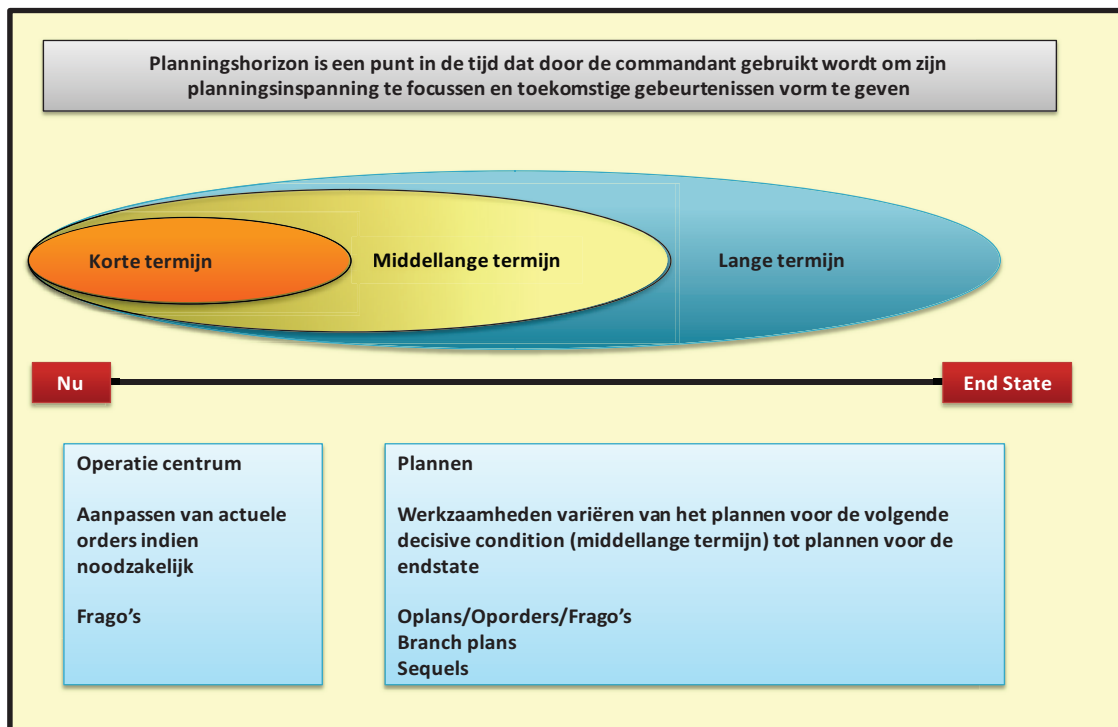 Planningshorizon is een punt in de tijd dat door de commandant gebruikt wordt om zijn
planningsinspanning te focussen en toekomstige gebeurtenissen vorm te geven
Korte termijn
Middellange termijn
Lange termijn
Nu
End State
Operatie centrum
Aanpassen van actuele
orders indien
noodzakelijk
Frago’s
Plannen
Werkzaamheden variëren van het plannen voor de volgende
decisive condition (middellange termijn) tot plannen voor de
endstate
Oplans/Oporders/Frago’s
Branch plans
Sequels